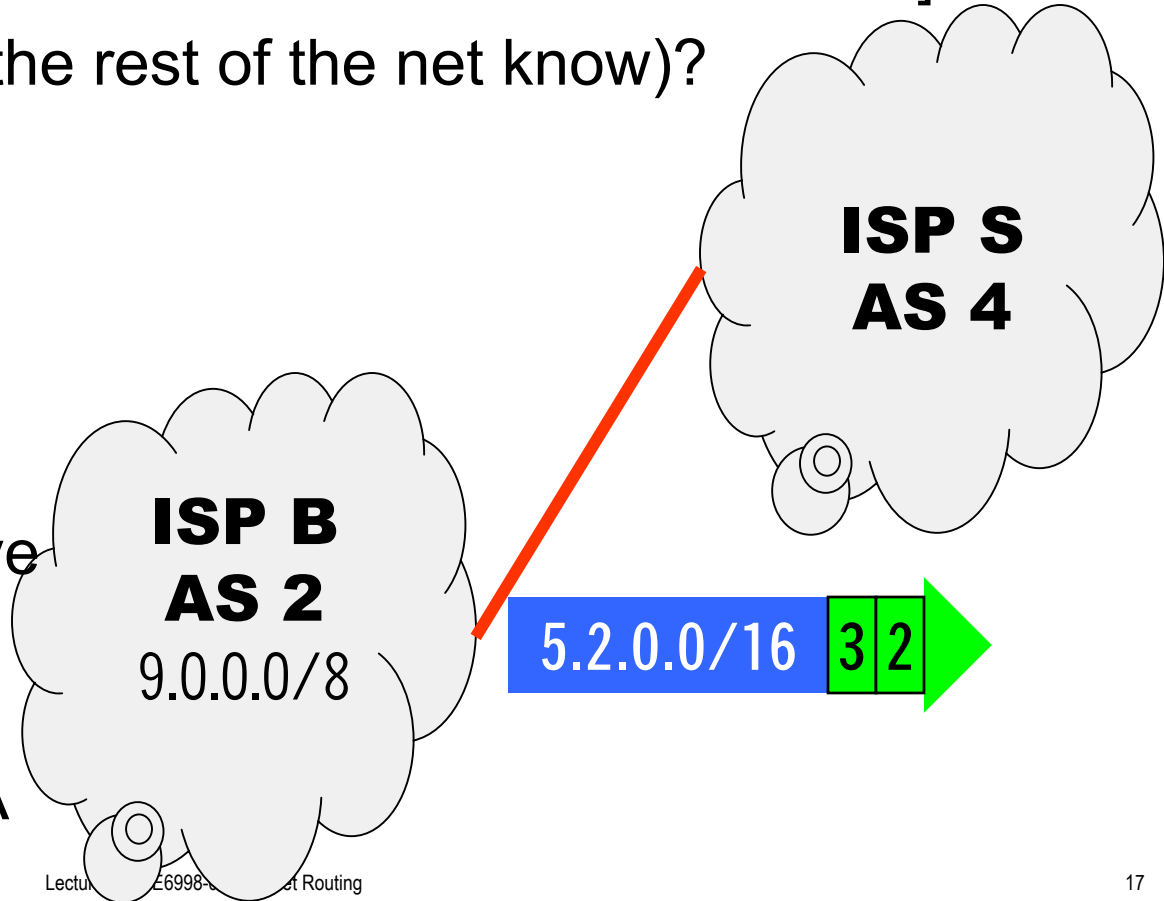 the rest of the net know)?
ISP S
AS 4
ISP B
AS 2
9.0.0.0/8
5.2.0.0/16 3 2
Routing
17